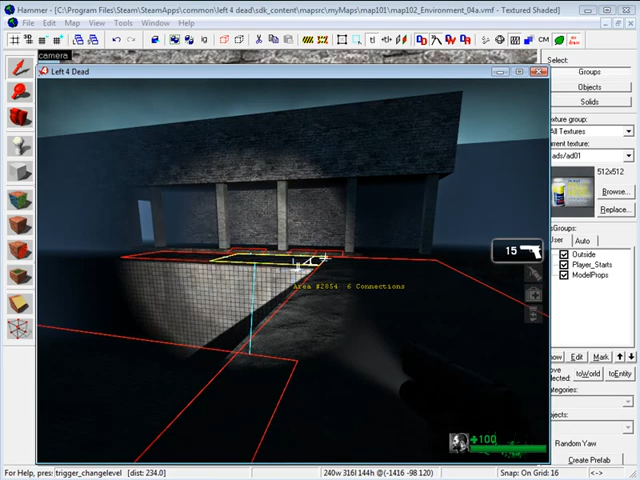 Hammer - [C:\Program Files\Steam\SteamApps\common\left 4 dead\sdk_content\mapsrc\myMaps\map101\map102_Environment_04a.vmf - Textured Shaded]
File Edit Map View Tools Window Help
camera
Left 4 Dead
Select:
Groups
Objects
Solids
Texture group:
All Textures
Current texture:
ads/ad01
512x512
Browse...
Replace...
User Auto
Outside
Player_Starts
ModelProps
Edit Mark
toWorld toEntity
Random Yaw
Create Prefab
15
Area #2854 6 Connections
+100
For Help, press trigger_changelevel [dist: 234.0] 240w 316l 144h @(-1416 -98 120) Snap: On Grid: 16 <->